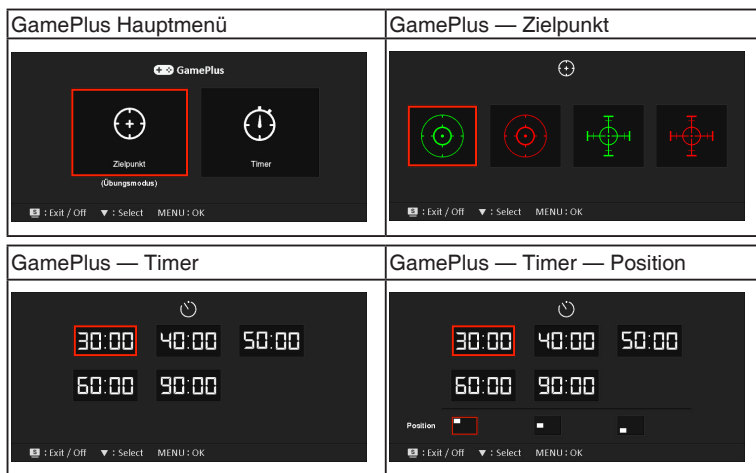 GamePlus Hauptmenü
GamePlus
Zielpunkt
Timer
(Übungsmodus)
S : Exit / Off ▼ : Select MENU : OK
GamePlus — Zielpunkt
S : Exit / Off ▼ : Select MENU : OK
GamePlus — Timer
30:00 40:00 50:00
60:00 90:00
S : Exit / Off ▼ : Select MENU : OK
GamePlus — Timer — Position
30:00 40:00 50:00
60:00 90:00
Position
S : Exit / Off ▼ : Select MENU : OK